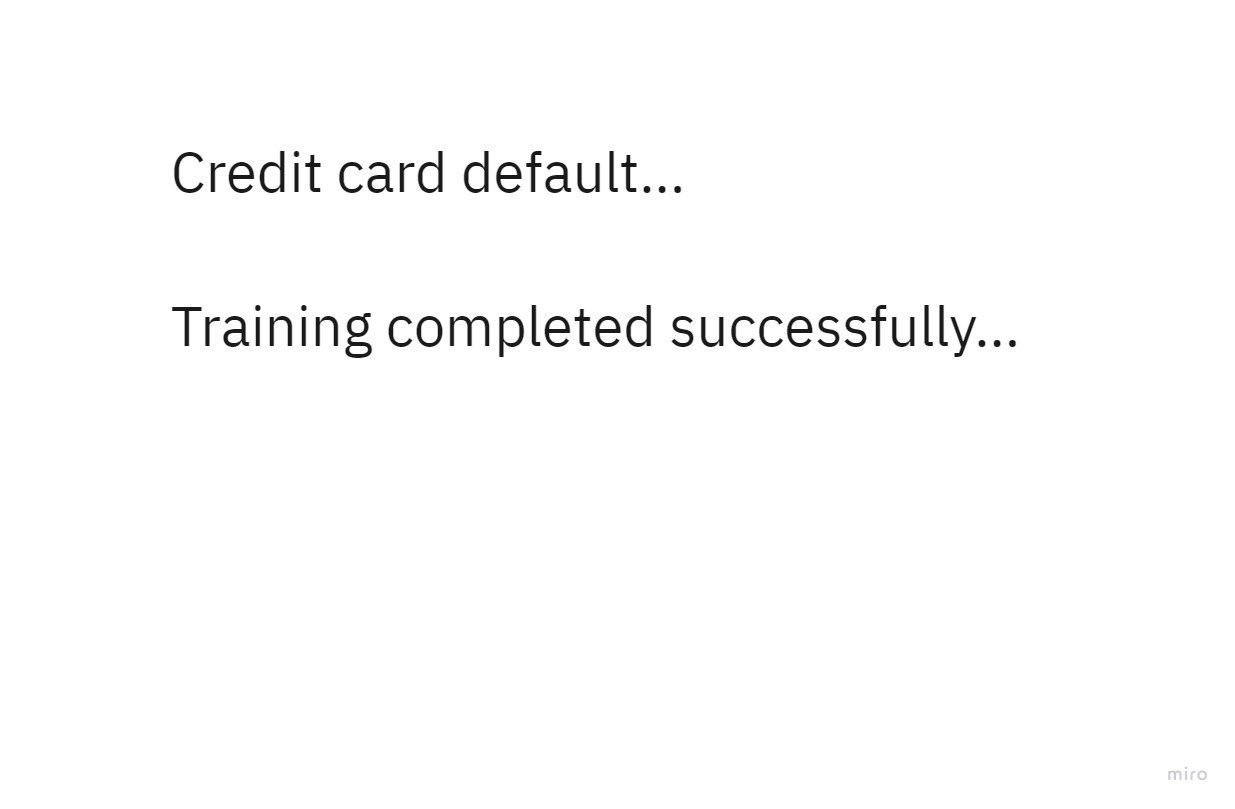 Credit card default...
Training completed successfully...
miro